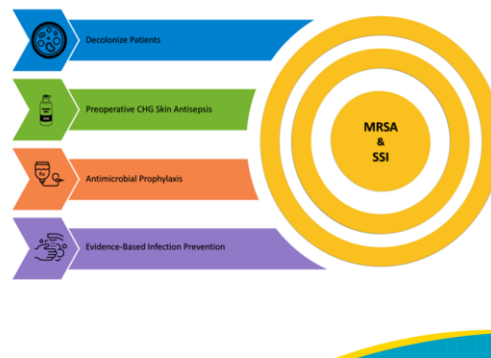 Decolonize Patients
Preoperative CHG Skin Antisepsis
Antimicrobial Prophylaxis
Evidence-Based Infection Prevention
MRSA
&
SSI